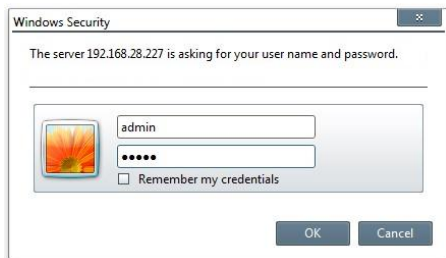 Windows Security
The server 192.168.28.227 is asking for your user name and password.
admin
•••••
Remember my credentials
OK
Cancel